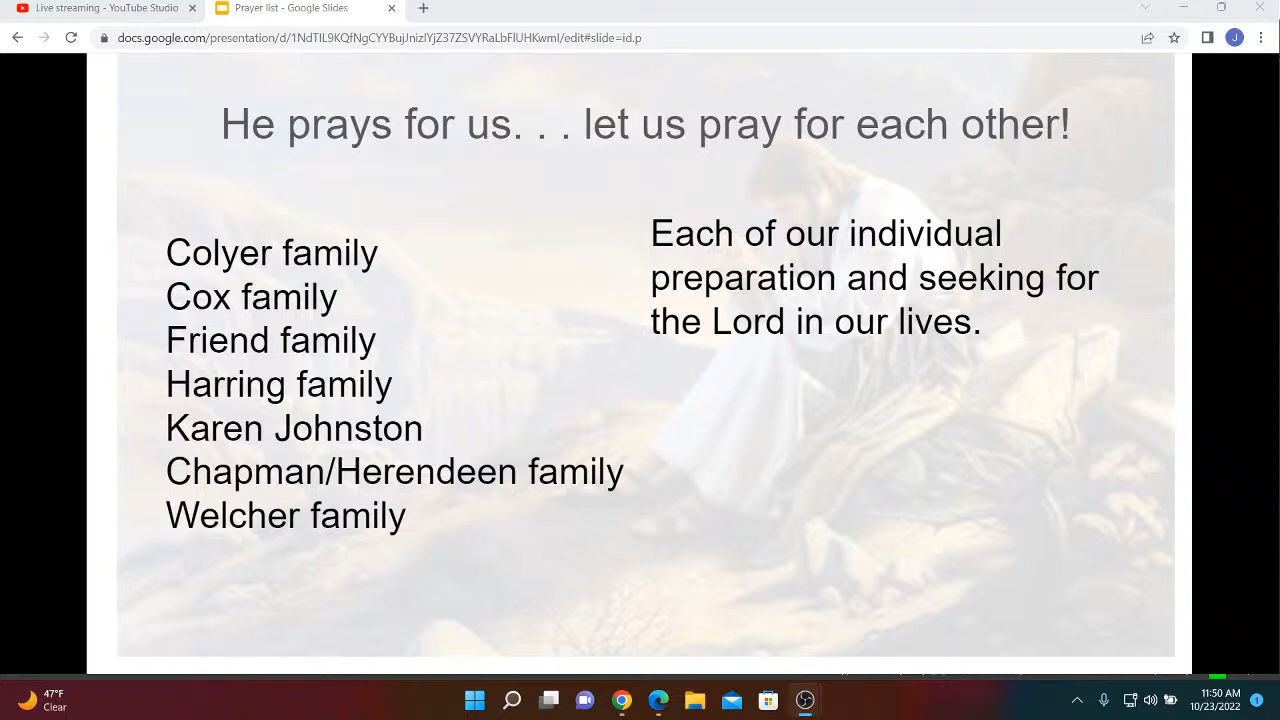 Live streaming - YouTube Studio
Prayer list - Google Slides
docs.google.com/presentation/d/1NdTlL9KQfNgCYYBujJnizlYjZ37ZSVYRaLbFlUHKwmI/edit#slide=id.p
J
He prays for us. . . let us pray for each other!
Colyer family
Cox family
Friend family
Harring family
Karen Johnston
Chapman/Herendeen family
Welcher family
Each of our individual
preparation and seeking for
the Lord in our lives.
47°F
Clear
11:50 AM
10/23/2022
1